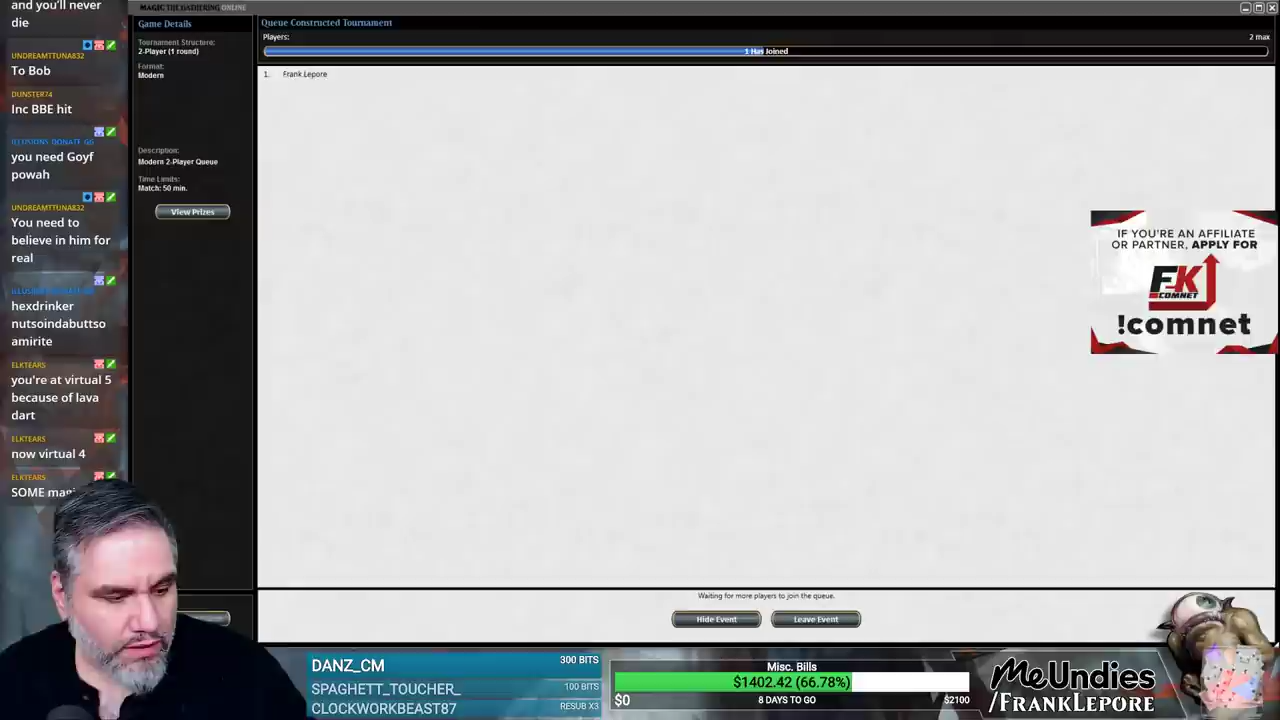 and you'll never
die
UNDREAMTTUNA832
To Bob
DUNSTER74
Inc BBE hit
you need Goyf
powah
UNDREAMTTUNA832
You need to
believe in him for
real
hexdrinker
nutsoindabuttso
amirite
ELKTEARS
you're at virtual 5
because of lava
dart
ELKTEARS
now virtual 4
ELKTEARS
SOME
MAGIC THE GATHERING ONLINE
Game Details
Tournament Structure:
2-Player (1 round)
Format:
Modern
Description:
Modern 2-Player Queue
Time Limits:
Match: 50 min.
View Prizes
Queue Constructed Tournament
Players:
2 max
1 Has Joined
1. Frank.Lepore
IF YOU'RE AN AFFILIATE
OR PARTNER, APPLY FOR
COMNET
!comnet
Waiting for more players to join the queue.
Hide Event
Leave Event
DANZ_CM 300 BITS
SPAGHETT_TOUCHER_ 100 BITS
CLOCKWORKBEAST87 RESUB X3
Misc. Bills
$1402.42 (66.78%)
$0 8 DAYS TO GO $2100
MeUndies
/FRANKLEPORE